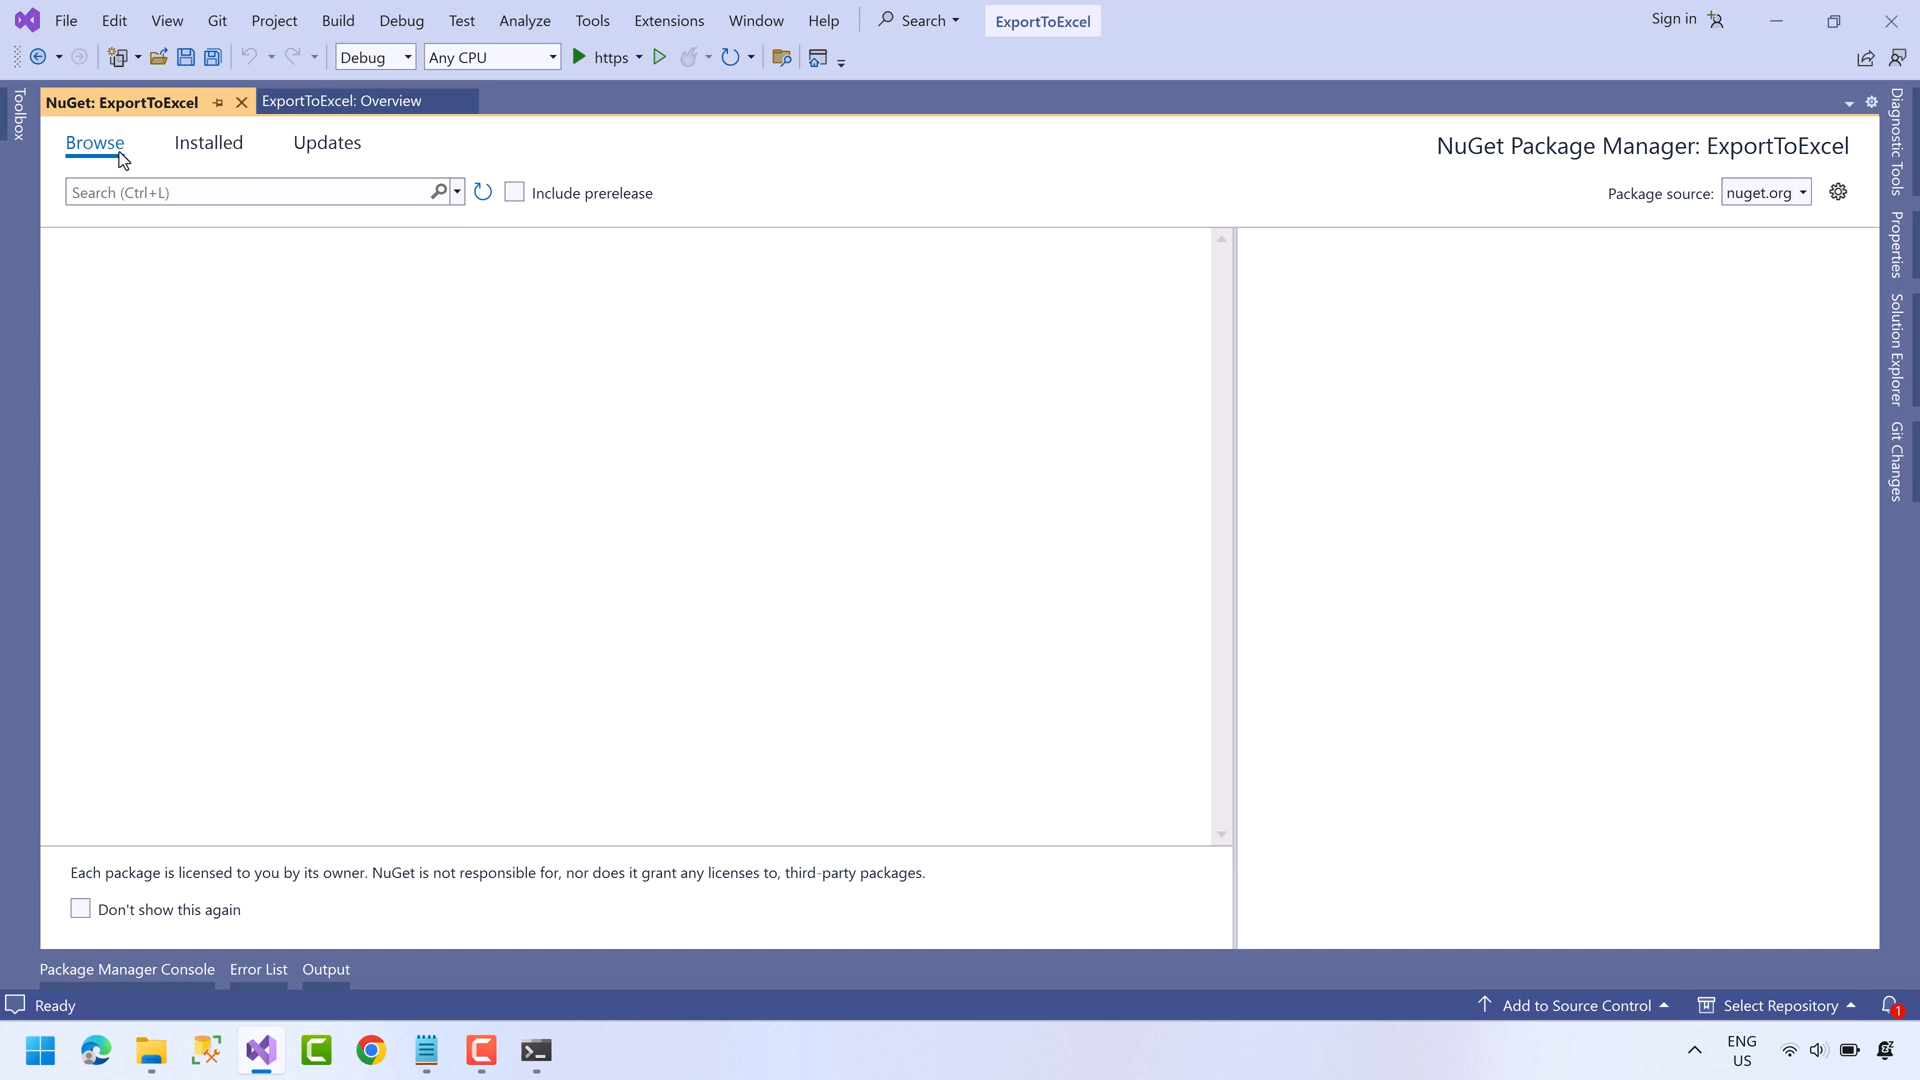 File Edit View Git Project Build Debug Test Analyze Tools Extensions Window Help Search ExportToExcel Sign in
Debug Any CPU https
Toolbox
NuGet: ExportToExcel ExportToExcel: Overview
Browse Installed Updates
NuGet Package Manager: ExportToExcel
Search (Ctrl+L) Include prerelease
Package source: nuget.org
Diagnostic Tools
Properties
Solution Explorer
Git Changes
Each package is licensed to you by its owner. NuGet is not responsible for, nor does it grant any licenses to, third-party packages.
Don't show this again
Package Manager Console Error List Output
Ready Add to Source Control Select Repository 1
ENG
US